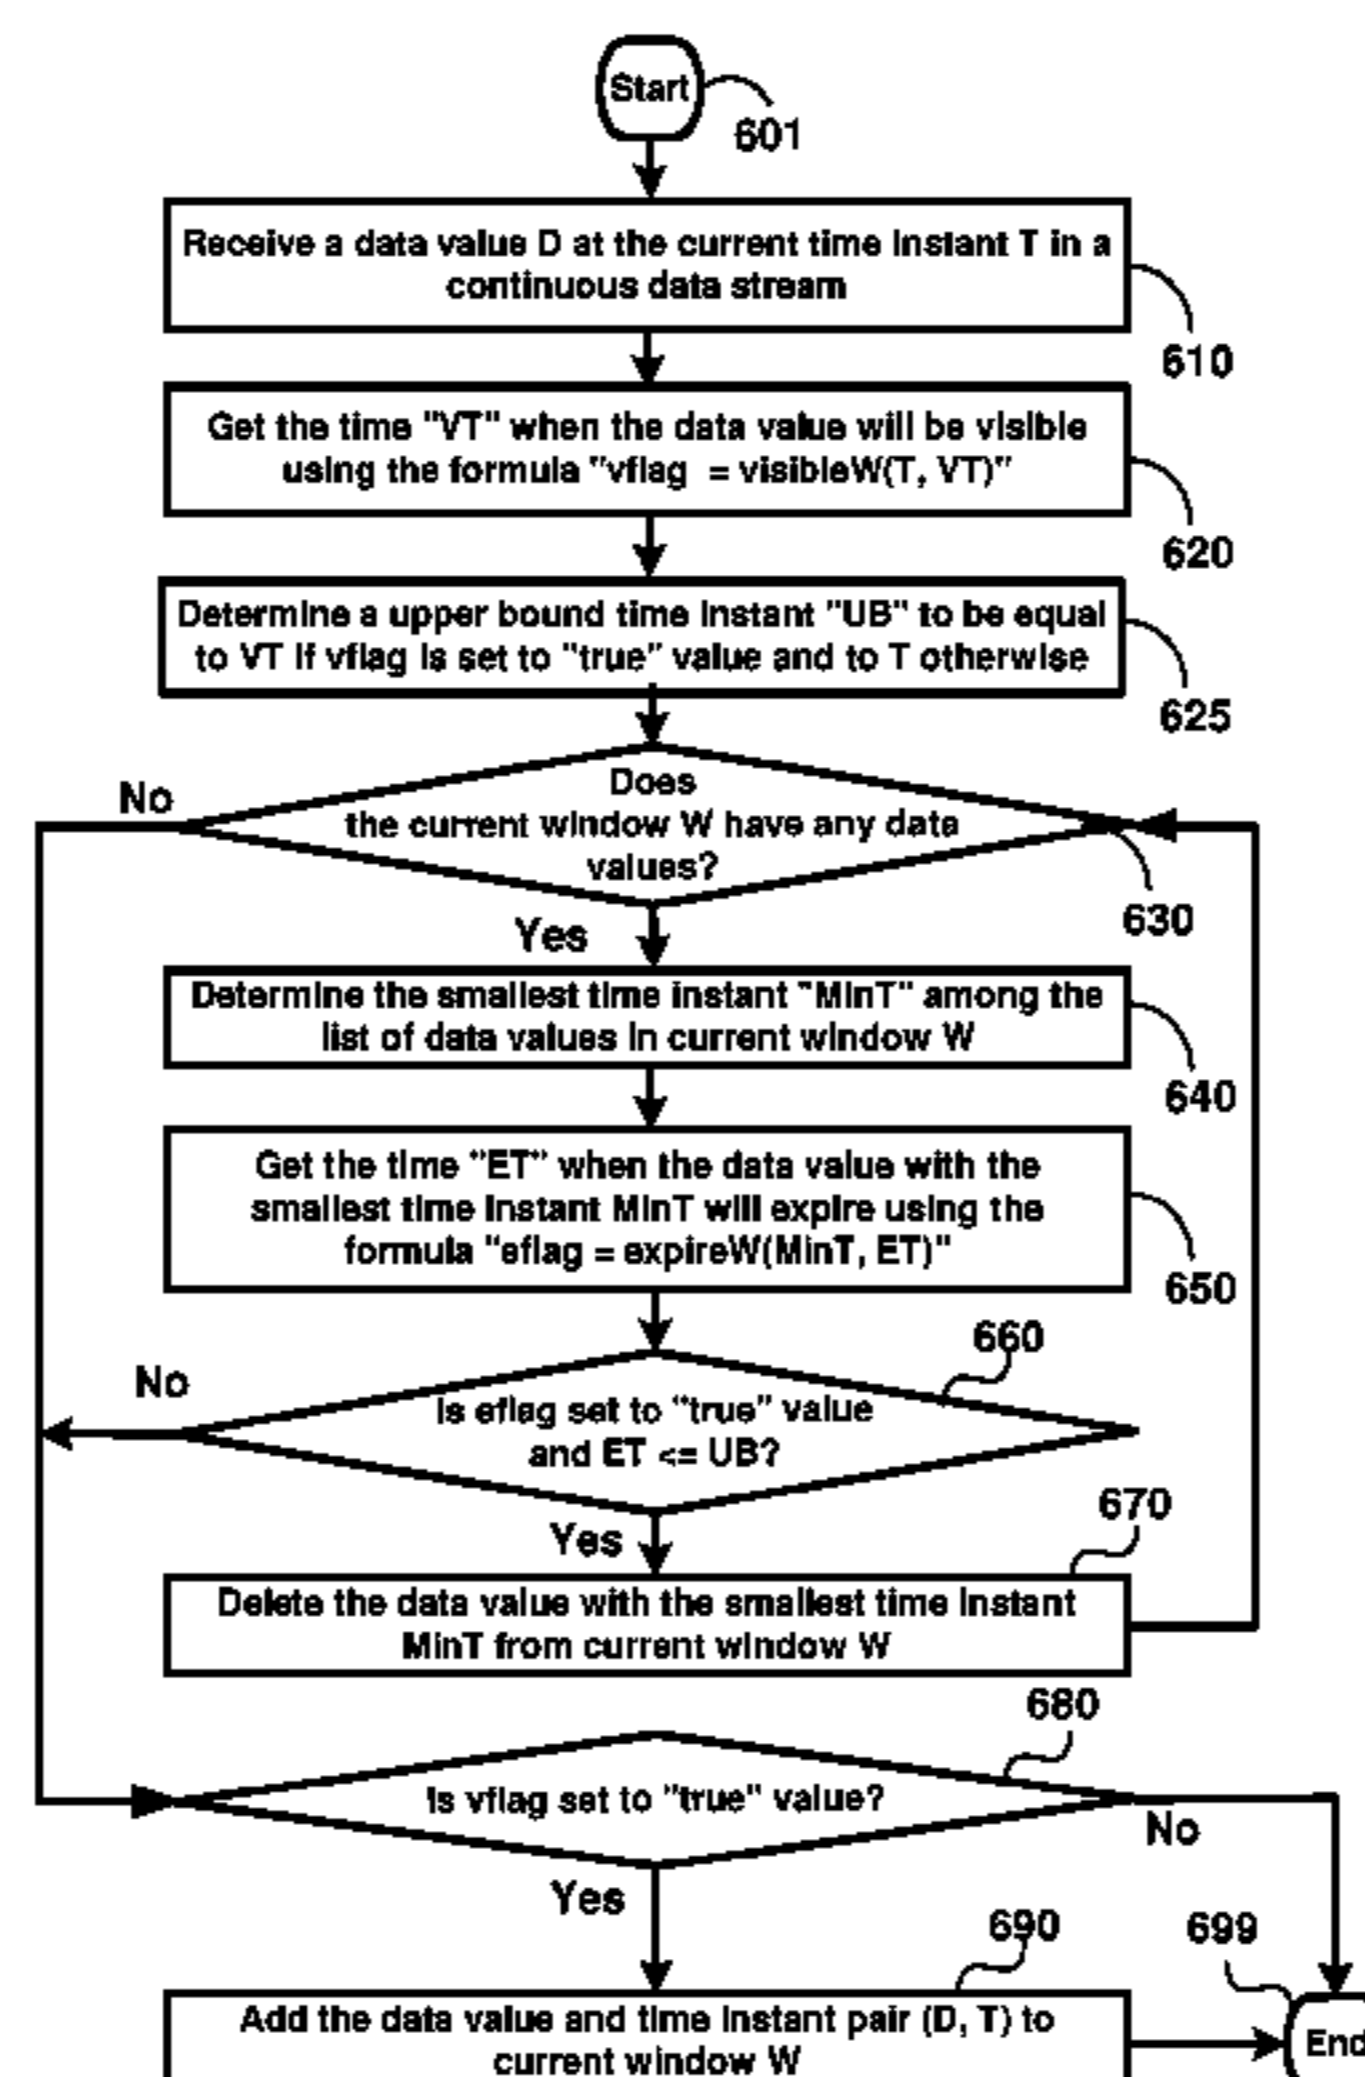 Start
601
Receive a data value D at the current time instant T in a
continuous data stream
610
Get the time "VT" when the data value will be visible
using the formula "vflag = visibleW(T, VT)"
620
Determine a upper bound time instant "UB" to be equal
to VT if vflag is set to "true" value and to T otherwise
625
No
Does
the current window W have any data
values?
630
Yes
Determine the smallest time instant "MinT" among the
list of data values in current window W
640
Get the time "ET" when the data value with the
smallest time instant MinT will expire using the
formula "eflag = expireW(MinT, ET)"
650
660
No
Is eflag set to "true" value
and ET <= UB?
670
Yes
Delete the data value with the smallest time instant
MinT from current window W
680
Is vflag set to "true" value?
No
Yes
690
699
Add the data value and time instant pair (D, T) to
current window W
End